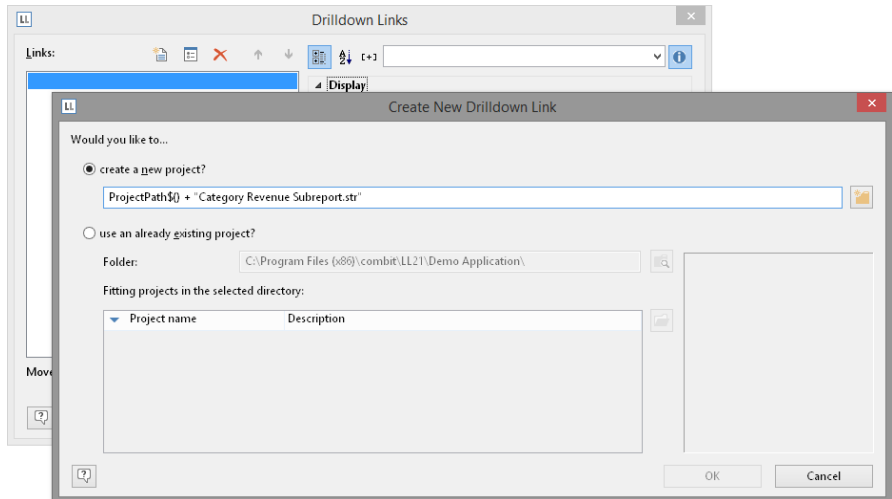 LL Drilldown Links
Links:
[+]
Display
LL Create New Drilldown Link
Would you like to...
create a new project?
ProjectPath$() + "Category Revenue Subreport.str"
use an already existing project?
Folder: C:\Program Files (x86)\combit\LL21\Demo Application\
Fitting projects in the selected directory:
Project name Description
Move
OK Cancel